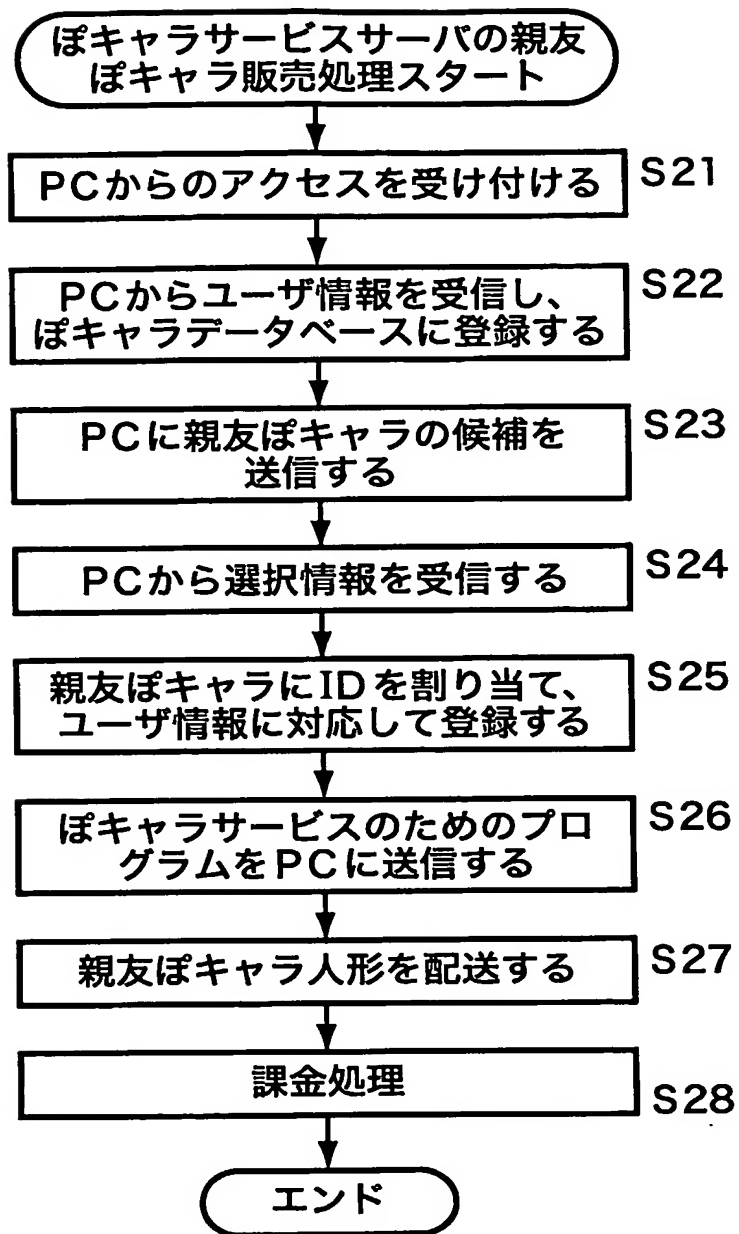 ぽキャラサービスサーバの親友
ぽキャラ販売処理スタート
PCからのアクセスを受け付ける
S21
PCからユーザ情報を受信し、
ぽキャラデータベースに登録する
S22
PCに親友ぽキャラの候補を
送信する
S23
PCから選択情報を受信する
S24
親友ぽキャラにIDを割り当て、
ユーザ情報に対応して登録する
S25
ぽキャラサービスのためのプロ
グラムをPCに送信する
S26
親友ぽキャラ人形を配送する
S27
課金処理
S28
エンド